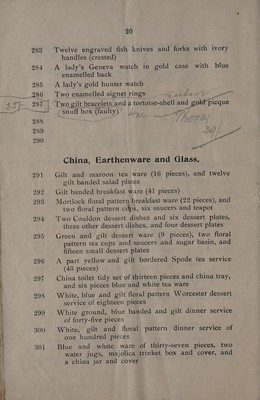 20
283 Twelve engraved fish knives and forks with ivory
handles (crested)
284 A lady's Geneva watch in gold case with blue
enamelled back
285 A lady's gold hunter watch
286 Two enamelled signet rings
287 Two gilt bracelets and a tortoise-shell and gold picque
snuff box (faulty)
288
289
290
China, Earthenware and Glass.
291 Gilt and maroon tea ware (16 pieces), and twelve
gilt banded salad plates
292 Gilt banded breakfast ware (41 pieces)
293 Mortlock floral pattern breakfast ware (22 pieces), and
two floral pattern cups, six saucers and teapot
294 Two Couldon dessert dishes and six dessert plates,
three other dessert dishes, and four dessert plates
295 Green and gilt dessert ware (9 pieces), two floral
pattern tea cups and saucers and sugar basin, and
fifteen small dessert plates
296 A part yellow and gilt bordered Spode tea service
(43 pieces)
297 China toilet tidy set of thirteen pieces and china tray,
and six pieces blue and white tea ware
298 White, blue and gilt floral pattern Worcester dessert
service of eighteen pieces
299 White ground, blue banded and gilt dinner service
of forty-five pieces
300 White, gilt and floral pattern dinner service of
one hundred pieces
301 Blue and white ware of thirty-seven pieces, two
water jugs, majolica trinket box and cover, and
a china jar and cover